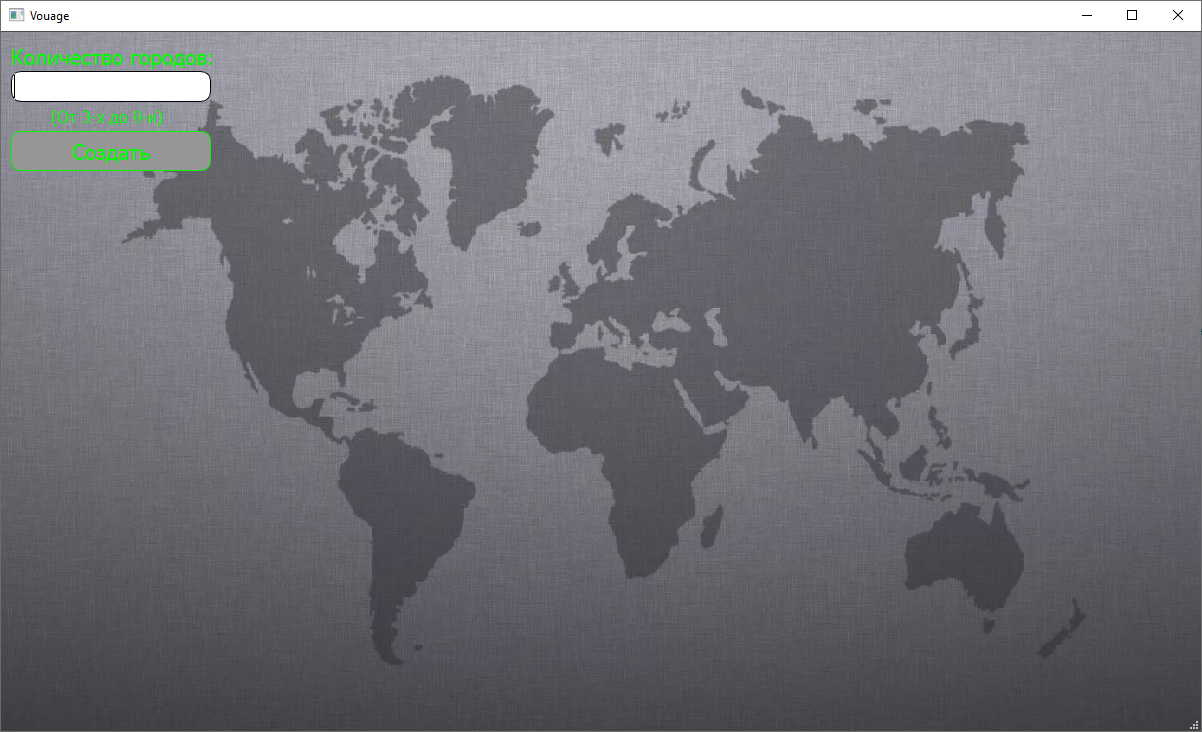 Vouage
Количество городов:
(От 3-х до 9-и)
Создать